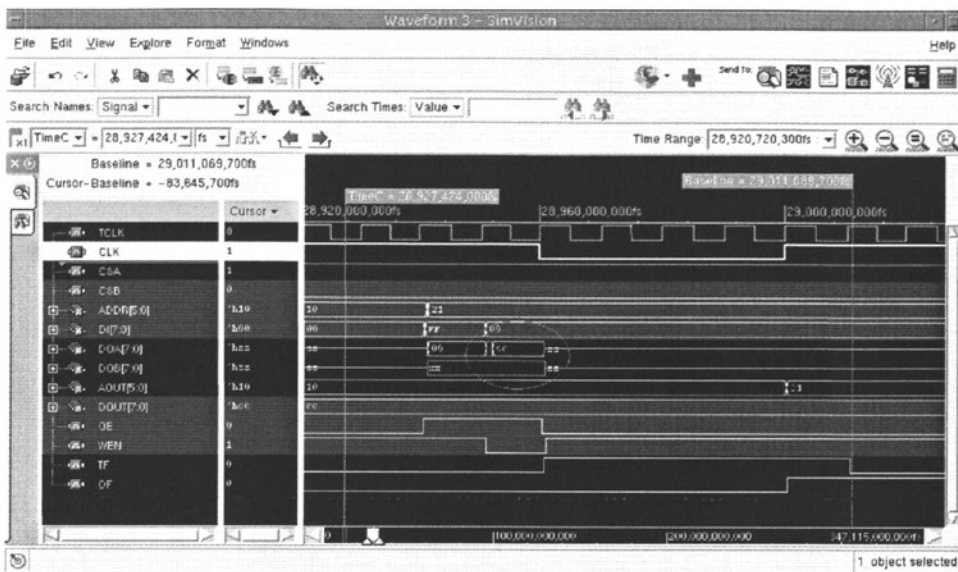 Waveform 3 - SimVision
File Edit View Explore Format Windows Help
Send To:
Search Names: Signal Search Times: Value
TimeC = 28,927,424,( fs Time Range: 28,920,720,300fs :
Baseline = 29,011,069,700fs
Cursor-Baseline = -83,645,700fs
Baseline = 29,011,069,700fs
TimeC = 28,927,424,000fs
Cursor 28,920,000,000fs 28,960,000,000fs 29,000,000,000fs
TCLK 0
CLK 1
CSA 1
CSB 0
ADDR[5:0] 'h10 10 21
DI[7:0] 'h00 00 FF 00
DOA[7:0] 'hzz zz 00 cc zz
DOB[7:0] 'hzz zz xx zz
AOUT[5:0] 'h10 10 21
DOUT[7:0] 'hcc cc
OE 0
WEN 1
TF 0
OF 0
0 100,000,000,000 200,000,000,000 347,115,000,000fs
1 object selected